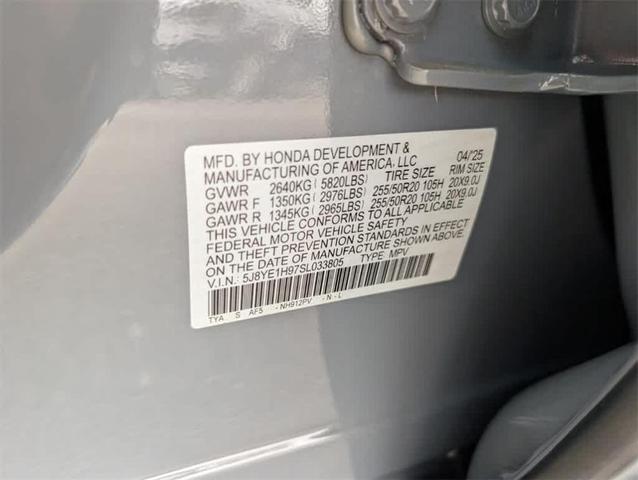 MFD. BY HONDA DEVELOPMENT &
MANUFACTURING OF AMERICA, LLC 04/'25
GVWR 2640KG ( 5820LBS) TIRE SIZE RIM SIZE
GAWR F 1350KG ( 2976LBS) 255/50R20 105H 20X9.0J
GAWR R 1345KG ( 2965LBS) 255/50R20 105H 20X9.0J
THIS VEHICLE CONFORMS TO ALL APPLICABLE
FEDERAL MOTOR VEHICLE SAFETY
AND THEFT PREVENTION STANDARDS IN EFFECT
ON THE DATE OF MANUFACTURE SHOWN ABOVE.
V.I.N.: 5J8YE1H97SL033805 TYPE: MPV
TYA S AF5 -NH912PV - N - L